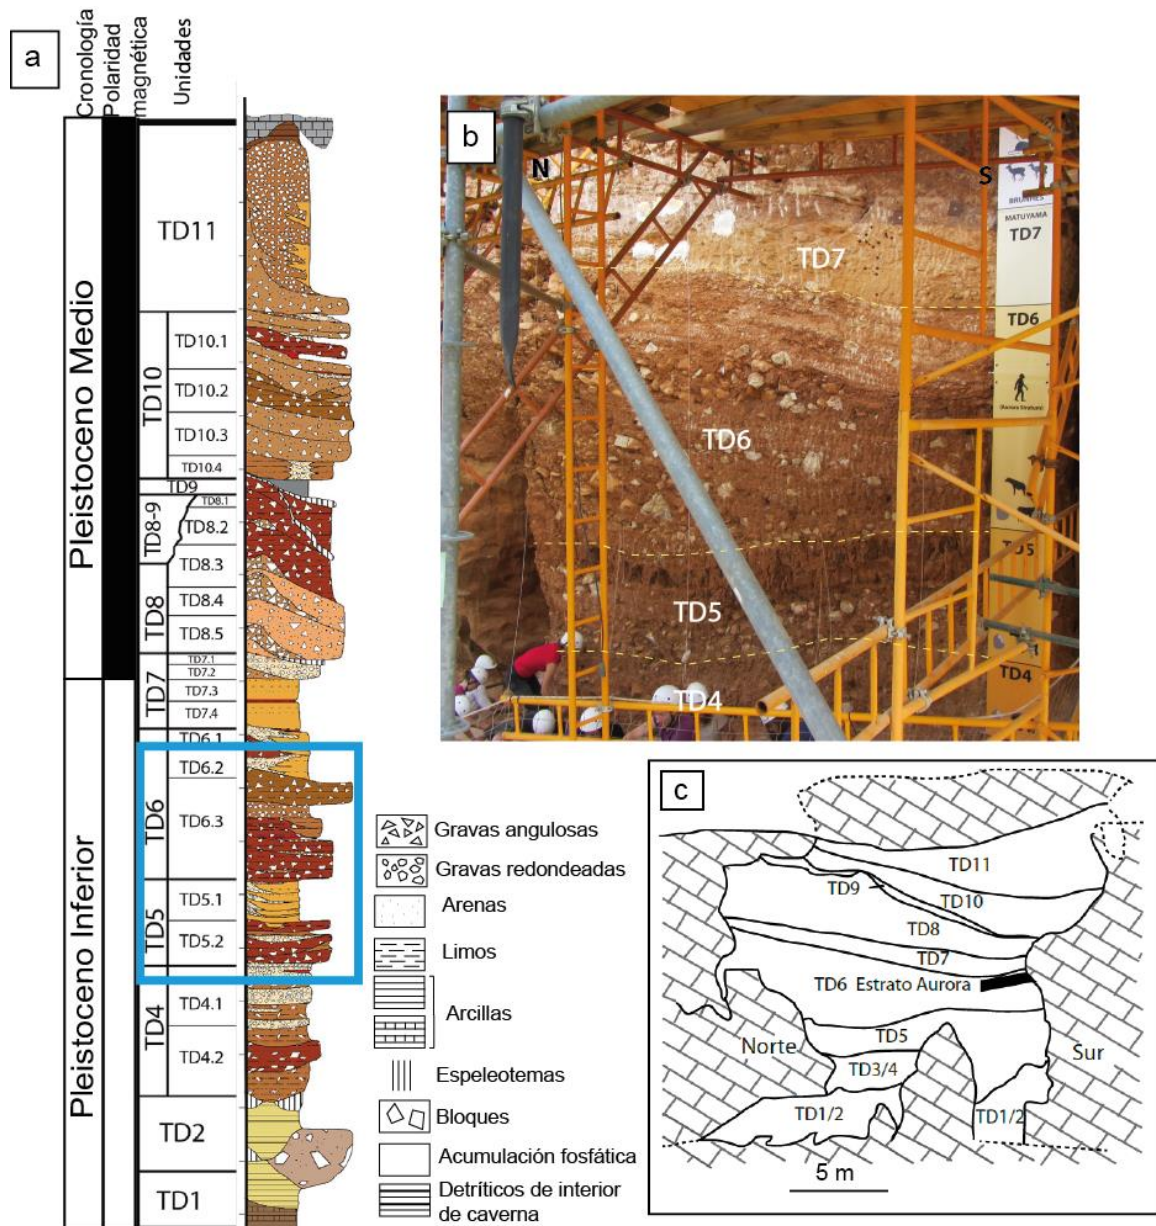 a
Cronología
Polaridad
magnética
Unidades
Pleistoceno Medio
Pleistoceno Inferior
TD11
TD10
TD10.1
TD10.2
TD10.3
TD10.4
TD9
TD8-9
TD8.1
TD8.2
TD8.3
TD8
TD8.4
TD8.5
TD7
TD7.1
TD7.2
TD7.3
TD7.4
TD6.1
TD6
TD6.2
TD6.3
TD5
TD5.1
TD5.2
TD4
TD4.1
TD4.2
TD2
TD1
Gravas angulosas
Gravas redondeadas
Arenas
Limos
Arcillas
Espeleotemas
Bloques
Acumulación fosfática
Detríticos de interior
de caverna
b
N
S
BRUNHES
MATUYAMA
TD7
TD7
TD6
(Aurora Stratum)
TD6
TD5
TD5
TD4
TD4
c
TD11
TD9
TD10
TD8
TD7
TD6 Estrato Aurora
TD5
Norte
Sur
TD3/4
TD1/2
TD1/2
5 m